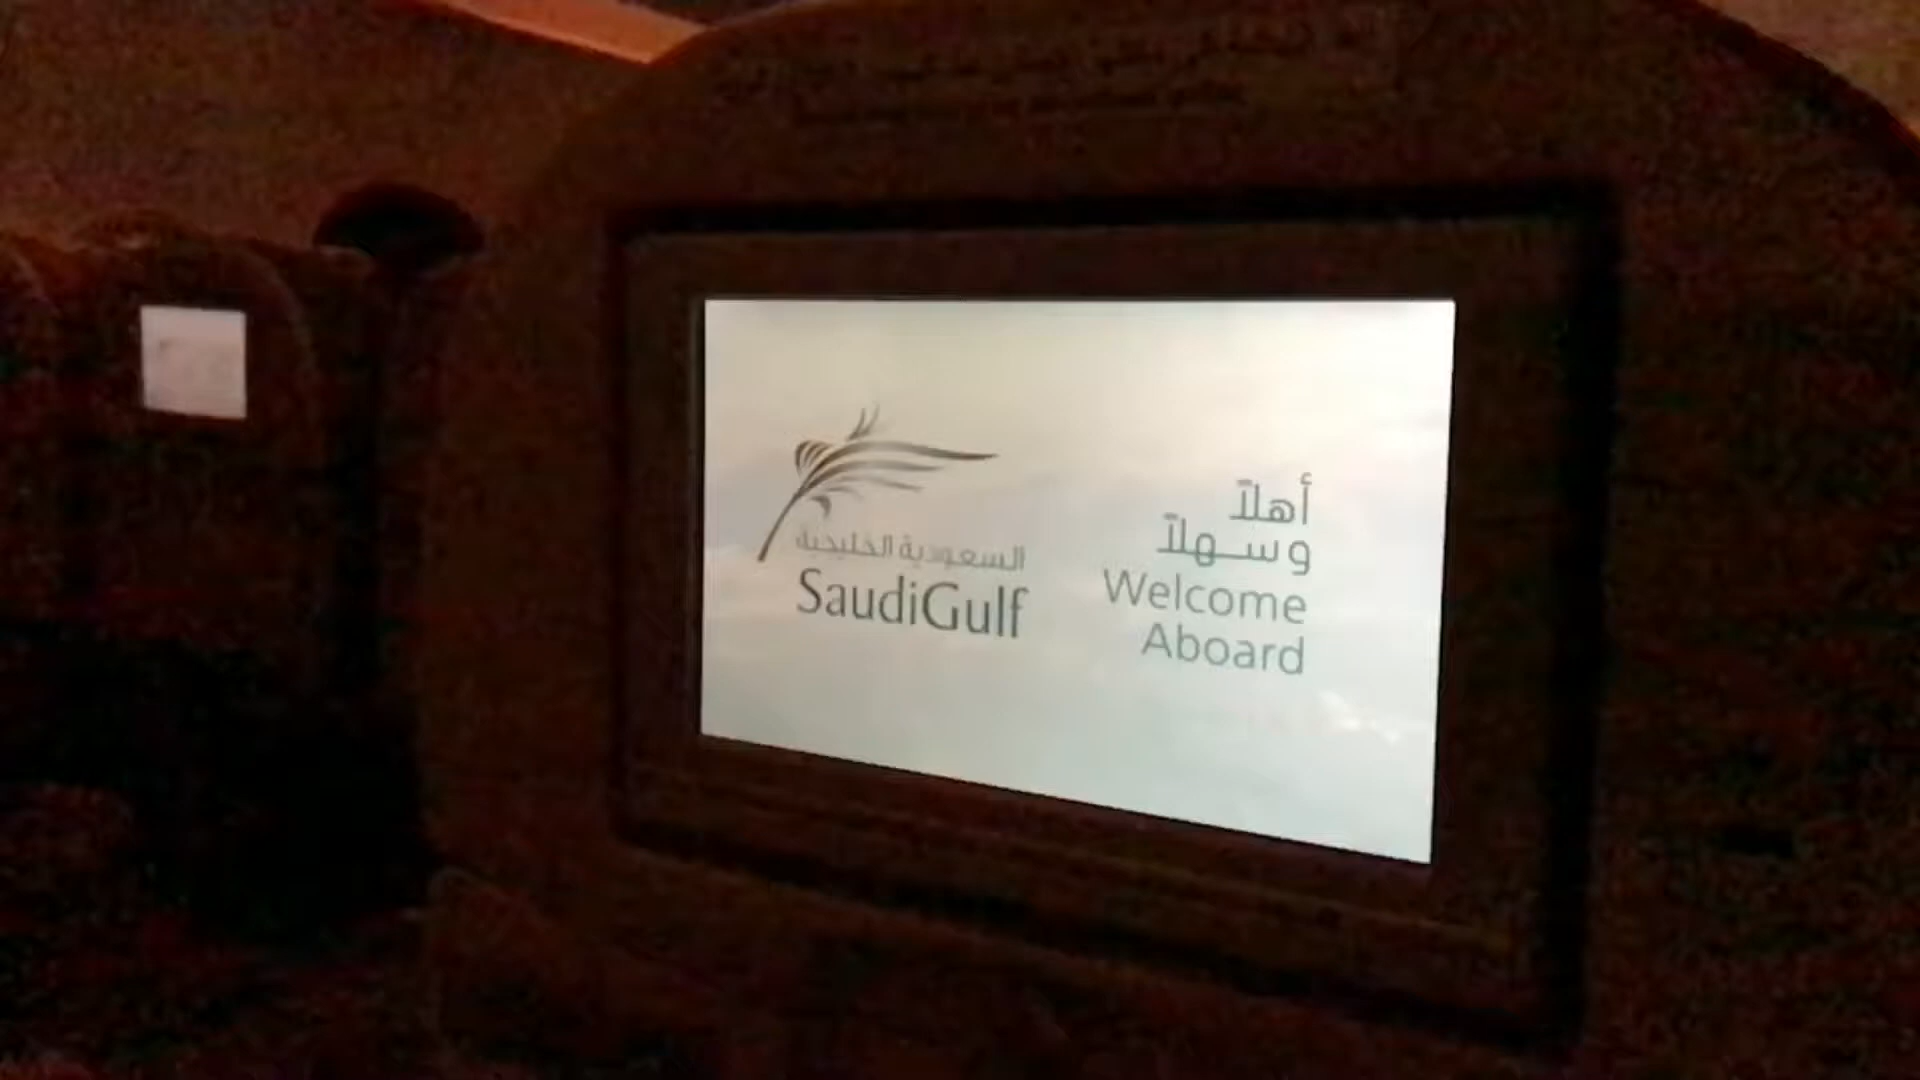 السعودية الخليجية
SaudiGulf
أهلاً
وسهلاً
Welcome
Aboard